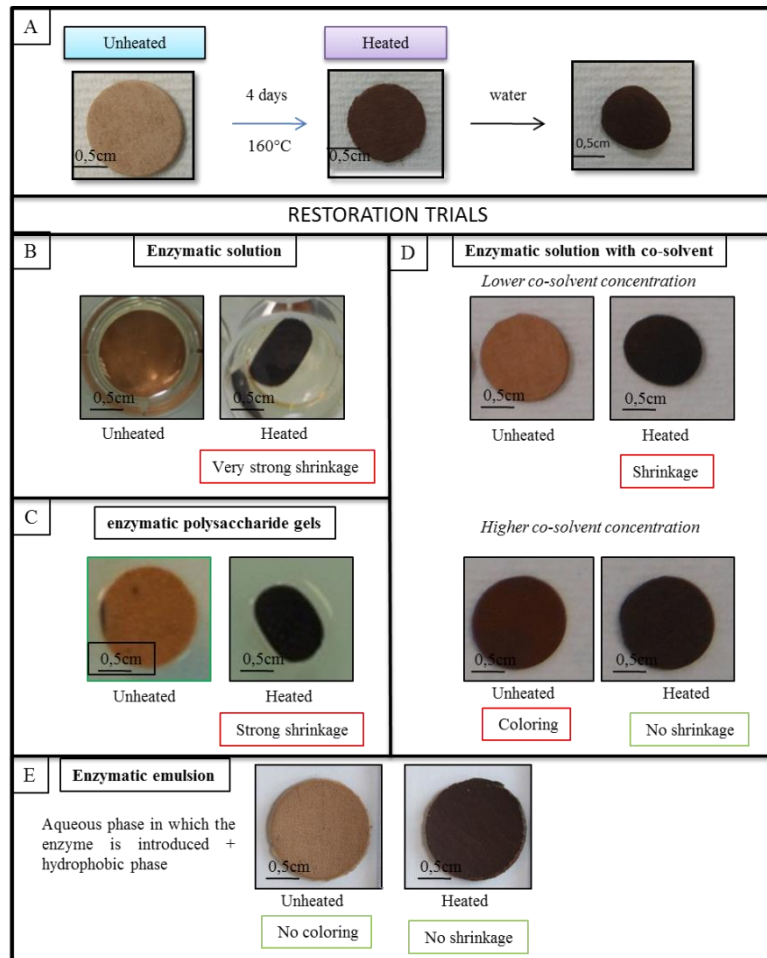 A
Unheated
Heated
4 days
160°C
water
0,5cm
0,5cm
0,5cm
RESTORATION TRIALS
B
Enzymatic solution
0,5cm
0,5cm
Unheated
Heated
Very strong shrinkage
C
enzymatic polysaccharide gels
0,5cm
0,5cm
Unheated
Heated
Strong shrinkage
D
Enzymatic solution with co-solvent
Lower co-solvent concentration
0,5cm
0,5cm
Unheated
Heated
Shrinkage
Higher co-solvent concentration
0,5cm
0,5cm
Unheated
Heated
Coloring
No shrinkage
E
Enzymatic emulsion
Aqueous phase in which the
enzyme is introduced +
hydrophobic phase
0,5cm
0,5cm
Unheated
Heated
No coloring
No shrinkage